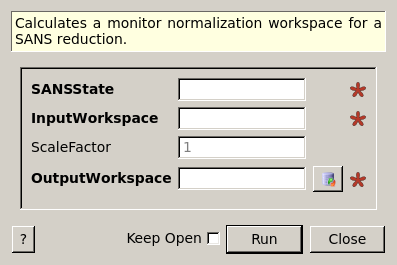 Calculates a monitor normalization workspace for a
SANS reduction.
SANSState
InputWorkspace
ScaleFactor 1
OutputWorkspace
? Keep Open Run Close